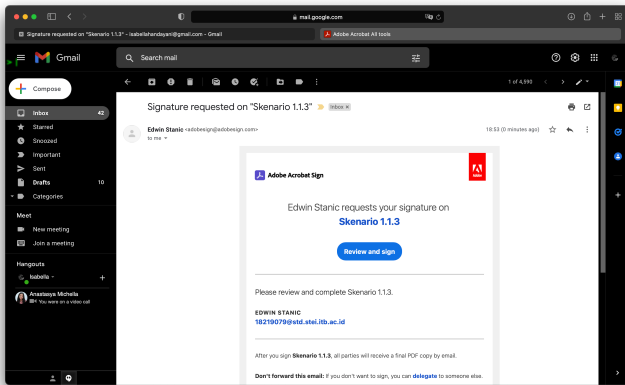 mail.google.com
Signature requested on "Skenario 1.1.3" - isabellahandayani@gmail.com - Gmail
Adobe Acrobat All tools
Gmail
Search mail
Compose
1 of 4,590
Inbox 42
Starred
Snoozed
Important
Sent
Drafts 10
Categories
Meet
New meeting
Join a meeting
Hangouts
Isabella
Anastasya Michella
You were on a video call
Signature requested on "Skenario 1.1.3"
Inbox ×
Edwin Stanic <adobesign@adobesign.com>
18:53 (0 minutes ago)
to me
Adobe Acrobat Sign
Edwin Stanic requests your signature on
Skenario 1.1.3
Review and sign
Please review and complete Skenario 1.1.3.
EDWIN STANIC
18219079@std.stei.itb.ac.id
After you sign Skenario 1.1.3, all parties will receive a final PDF copy by email.
Don't forward this email: If you don't want to sign, you can delegate to someone else.